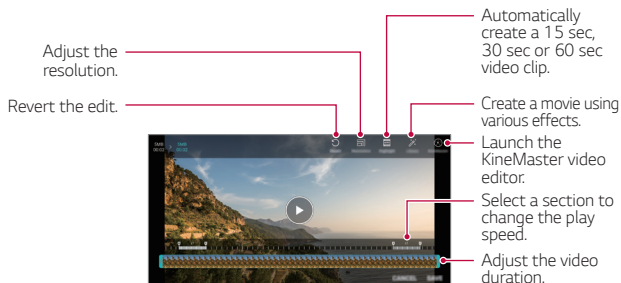 Automatically
create a 15 sec,
30 sec or 60 sec
video clip.
Adjust the
resolution.
Revert the edit.
Create a movie using
various effects.
Launch the
KineMaster video
editor.
Select a section to
change the play
speed.
Adjust the video
duration.
CANCEL SAVE